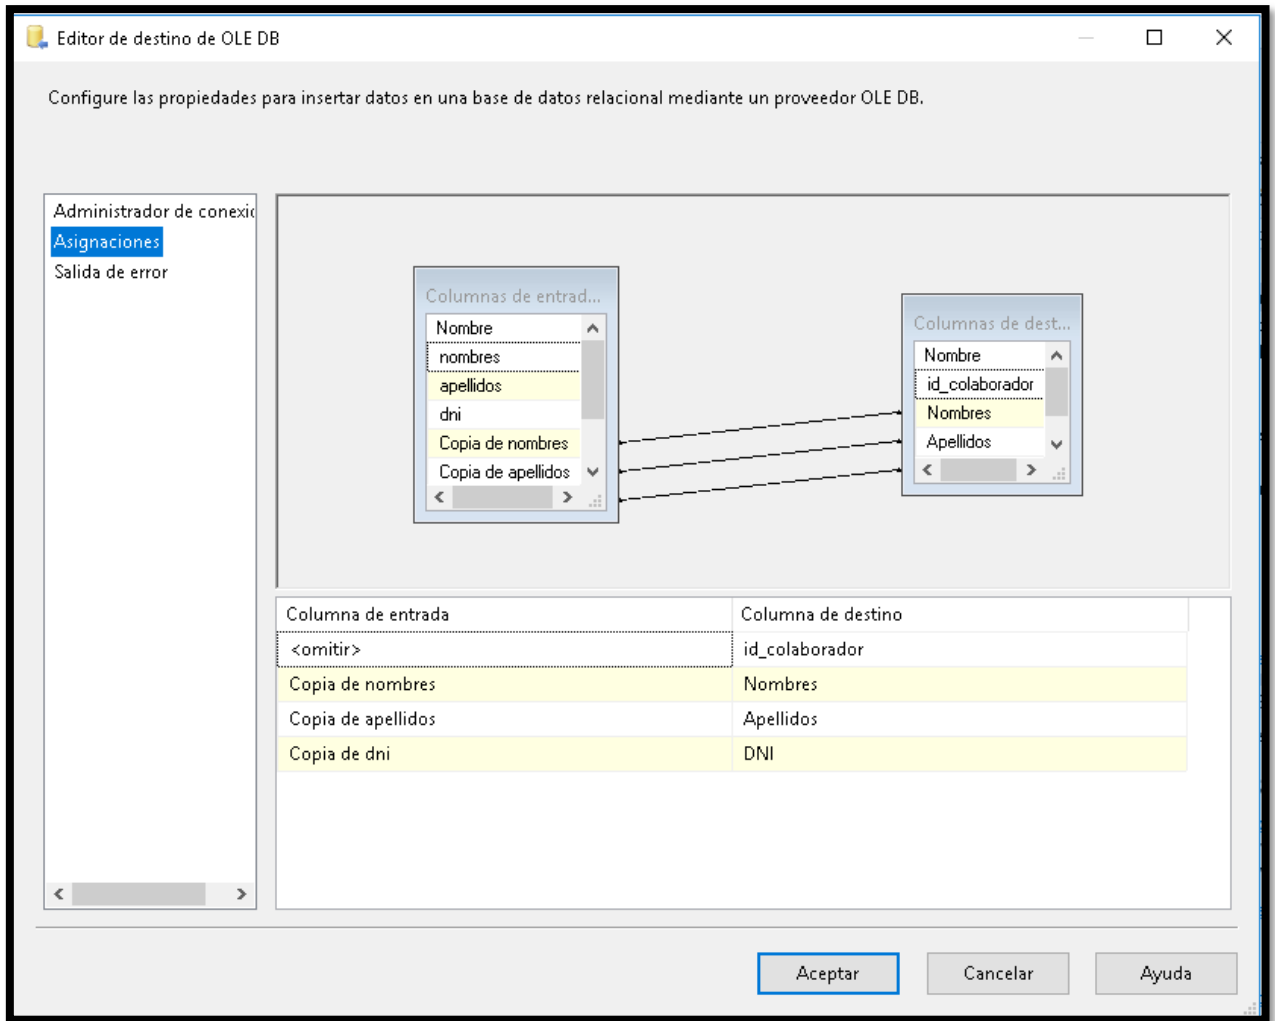 Editor de destino de OLE DB
Configure las propiedades para insertar datos en una base de datos relacional mediante un proveedor OLE DB.
Administrador de conexic
Asignaciones
Salida de error
Columnas de entrad...
Nombre
nombres
apellidos
dni
Copia de nombres
Copia de apellidos
Columnas de dest...
Nombre
id_colaborador
Nombres
Apellidos
Columna de entrada
Columna de destino
<omitir>
id_colaborador
Copia de nombres
Nombres
Copia de apellidos
Apellidos
Copia de dni
DNI
Aceptar
Cancelar
Ayuda